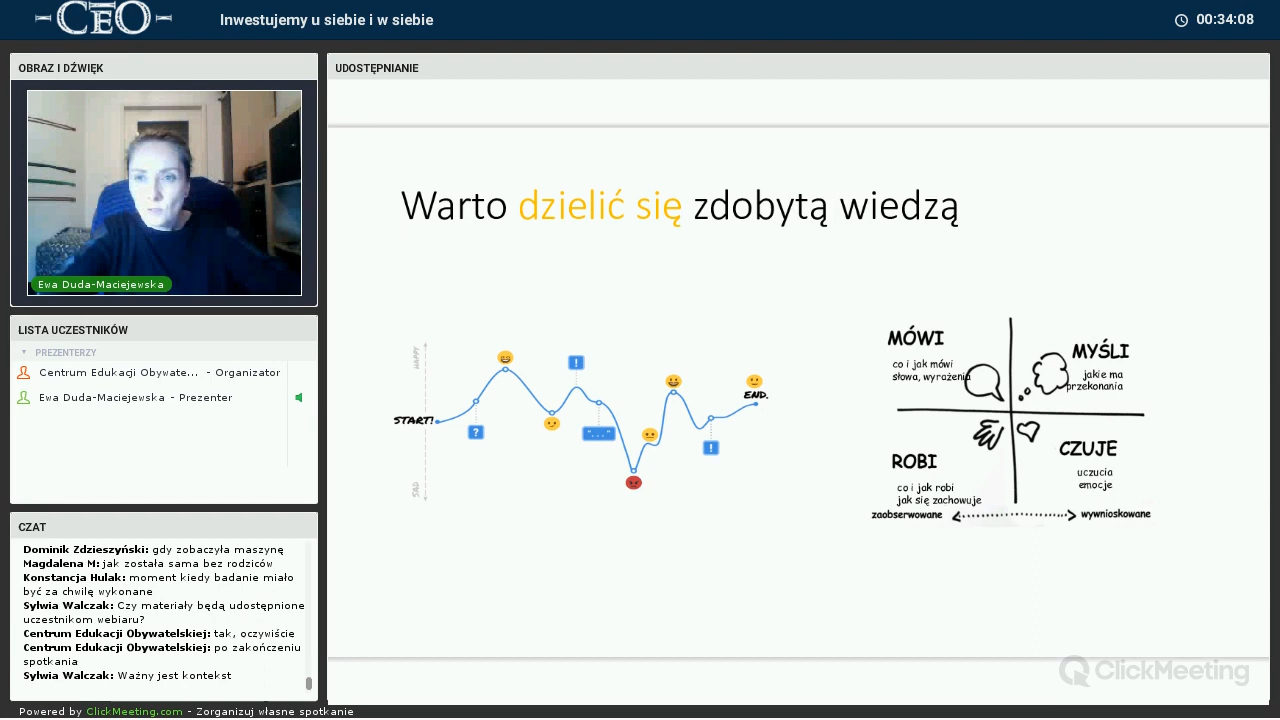 CEO
Inwestujemy u siebie i w siebie
00:34:08
OBRAZ I DŹWIĘK
Ewa Duda-Maciejewska
LISTA UCZESTNIKÓW
PREZENTERZY
Centrum Edukacji Obywate... - Organizator
Ewa Duda-Maciejewska - Prezenter
CZAT
Dominik Zdzieszyński: gdy zobaczyła maszynę
Magdalena M: jak została sama bez rodziców
Konstancja Hulak: moment kiedy badanie miało
być za chwilę wykonane
Sylwia Walczak: Czy materiały będą udostępnione
uczestnikom webiaru?
Centrum Edukacji Obywatelskiej: tak, oczywiście
Centrum Edukacji Obywatelskiej: po zakończeniu
spotkania
Sylwia Walczak: Ważny jest kontekst
Powered by ClickMeeting.com - Zorganizuj własne spotkanie
UDOSTĘPNIANIE
Warto dzielić się zdobytą wiedzą
HAPPY
SAD
START!
?
!
"..."
!
END.
MÓWI
co i jak mówi
słowa, wyrażenia
MYŚLI
jakie ma
przekonania
ROBI
co i jak robi
jak się zachowuje
CZUJE
uczucia
emocje
zaobserwowane
wywnioskowane
ClickMeeting